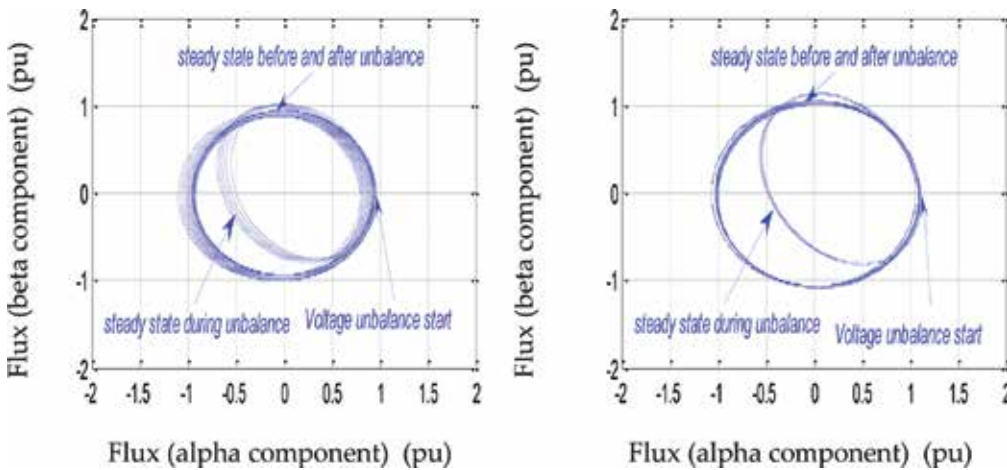 Flux (beta component) (pu)
2
1
0
-1
-2
steady state before and after unbalance
steady state during unbalance
Voltage unbalance start
-2 -1.5 -1 -0.5 0 0.5 1 1.5 2
Flux (alpha component) (pu)
Flux (beta component) (pu)
2
1
0
-1
-2
steady state before and after unbalance
steady state during unbalance
Voltage unbalance start
-2 -1.5 -1 -0.5 0 0.5 1 1.5 2
Flux (alpha component) (pu)